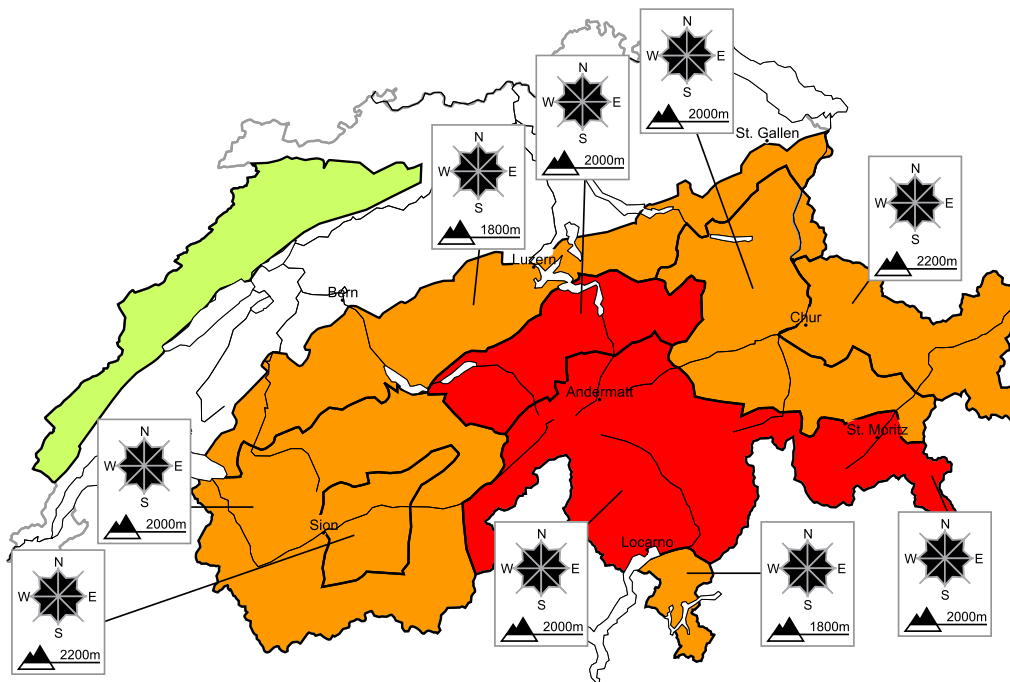 N
W E
S
2000m
N
W E
S
2000m
N
W E
S
1800m
St. Gallen
N
W E
S
2200m
Luzern
Bern
Chur
Andermatt
St. Moritz
N
W E
S
2000m
Sion
Locarno
N
W E
S
2200m
N
W E
S
2000m
N
W E
S
1800m
N
W E
S
2000m